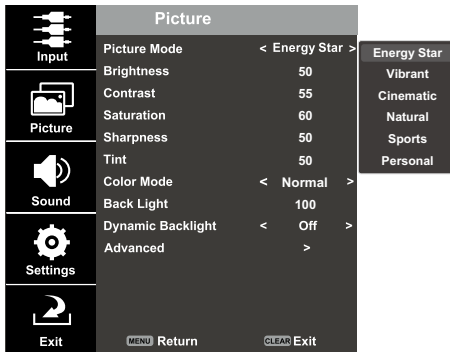 Picture
Input
Picture
Sound
Settings
Exit
Picture Mode < Energy Star >
Brightness 50
Contrast 55
Saturation 60
Sharpness 50
Tint 50
Color Mode < Normal >
Back Light 100
Dynamic Backlight < Off >
Advanced >
MENU Return CLEAR Exit
Energy Star
Vibrant
Cinematic
Natural
Sports
Personal